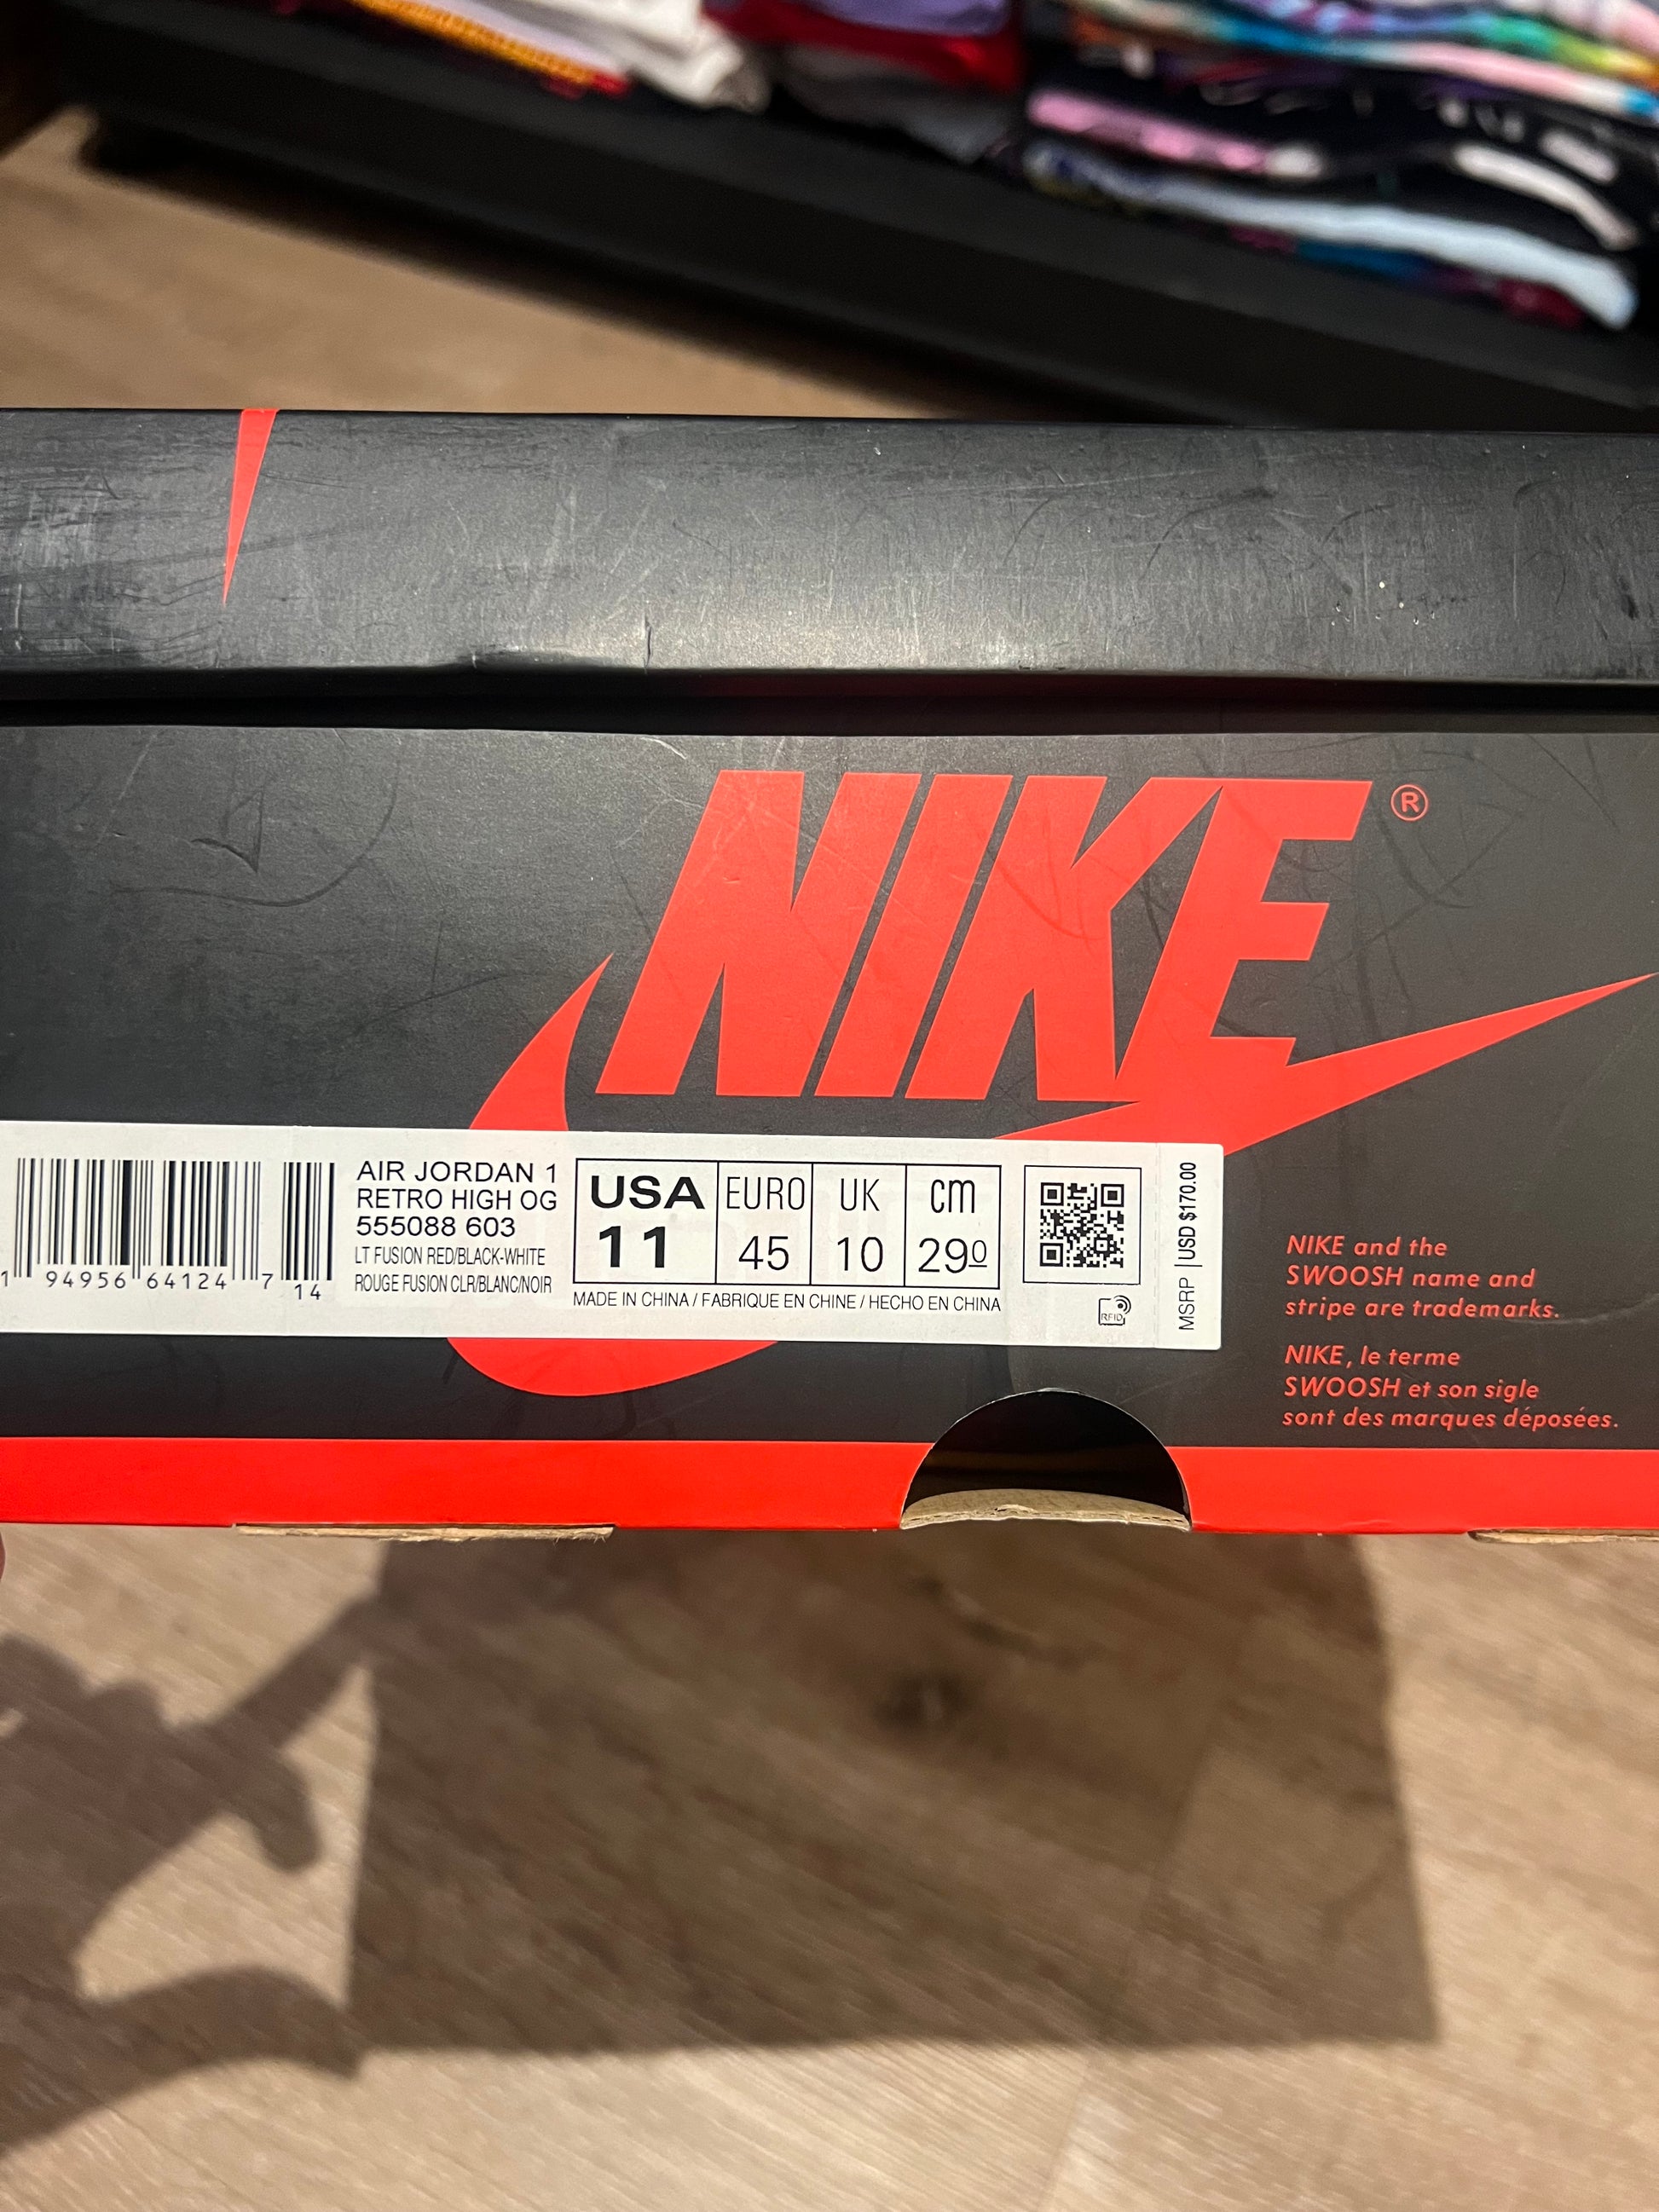 NIKE®
1 94956 64124 7
14
AIR JORDAN 1
RETRO HIGH OG
555088 603
LT FUSION RED/BLACK-WHITE
ROUGE FUSION CLR/BLANC/NOIR
USA EURO UK cm
11 45 10 290
MADE IN CHINA / FABRIQUE EN CHINE / HECHO EN CHINA
RFID
MSRP | USD $170.00
NIKE and the
SWOOSH name and
stripe are trademarks.
NIKE, le terme
SWOOSH et son sigle
sont des marques déposées.